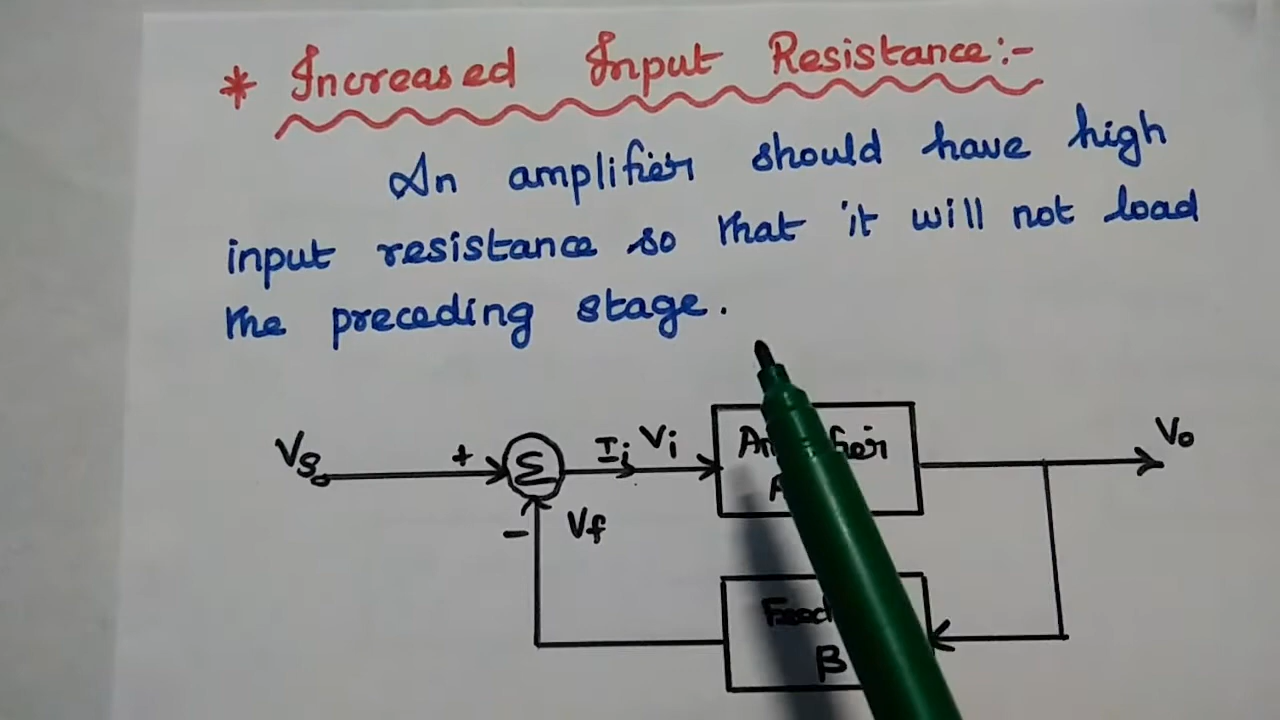 * Increased Input Resistance:-
An amplifier should have high
input resistance so that it will not load
the preceding stage.
Vs + Σ Ii Vi Vo
- Vf
β